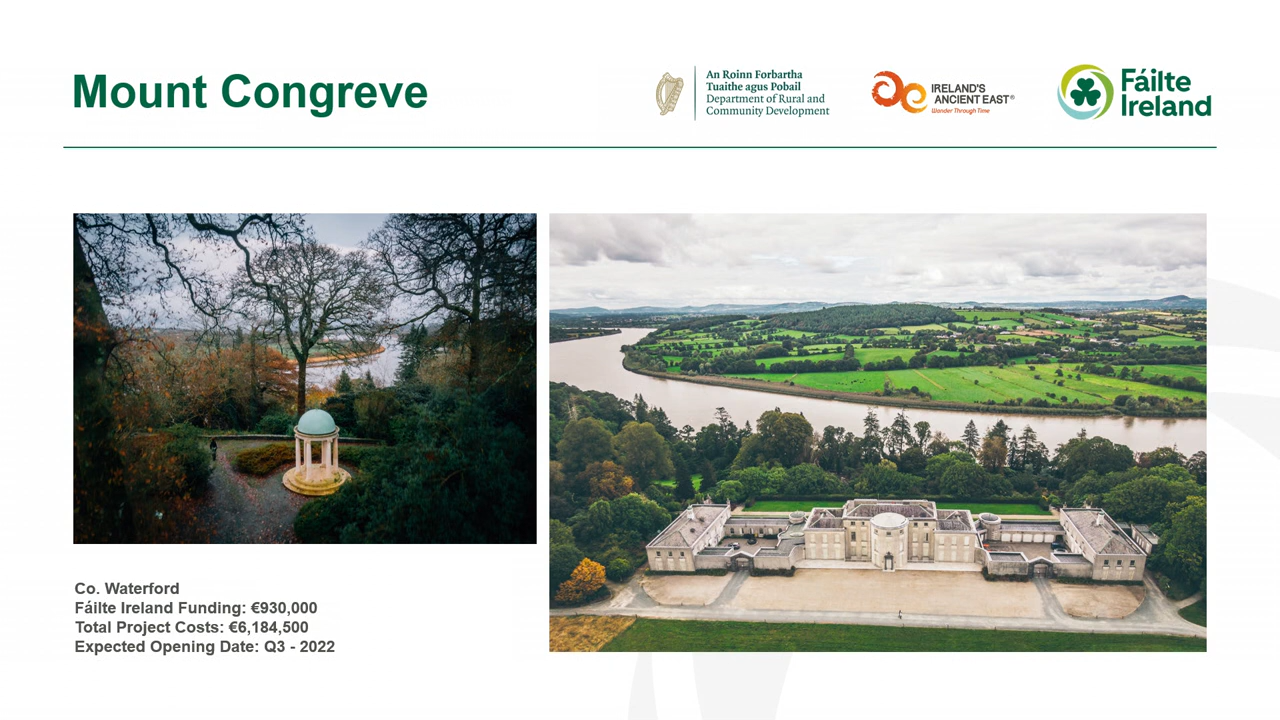 Mount Congreve
An Roinn Forbartha
Tuaithe agus Pobail
Department of Rural and
Community Development
IRELAND'S
ANCIENT EAST®
Wander Through Time
Fáilte
Ireland
Co. Waterford
Fáilte Ireland Funding: €930,000
Total Project Costs: €6,184,500
Expected Opening Date: Q3 - 2022